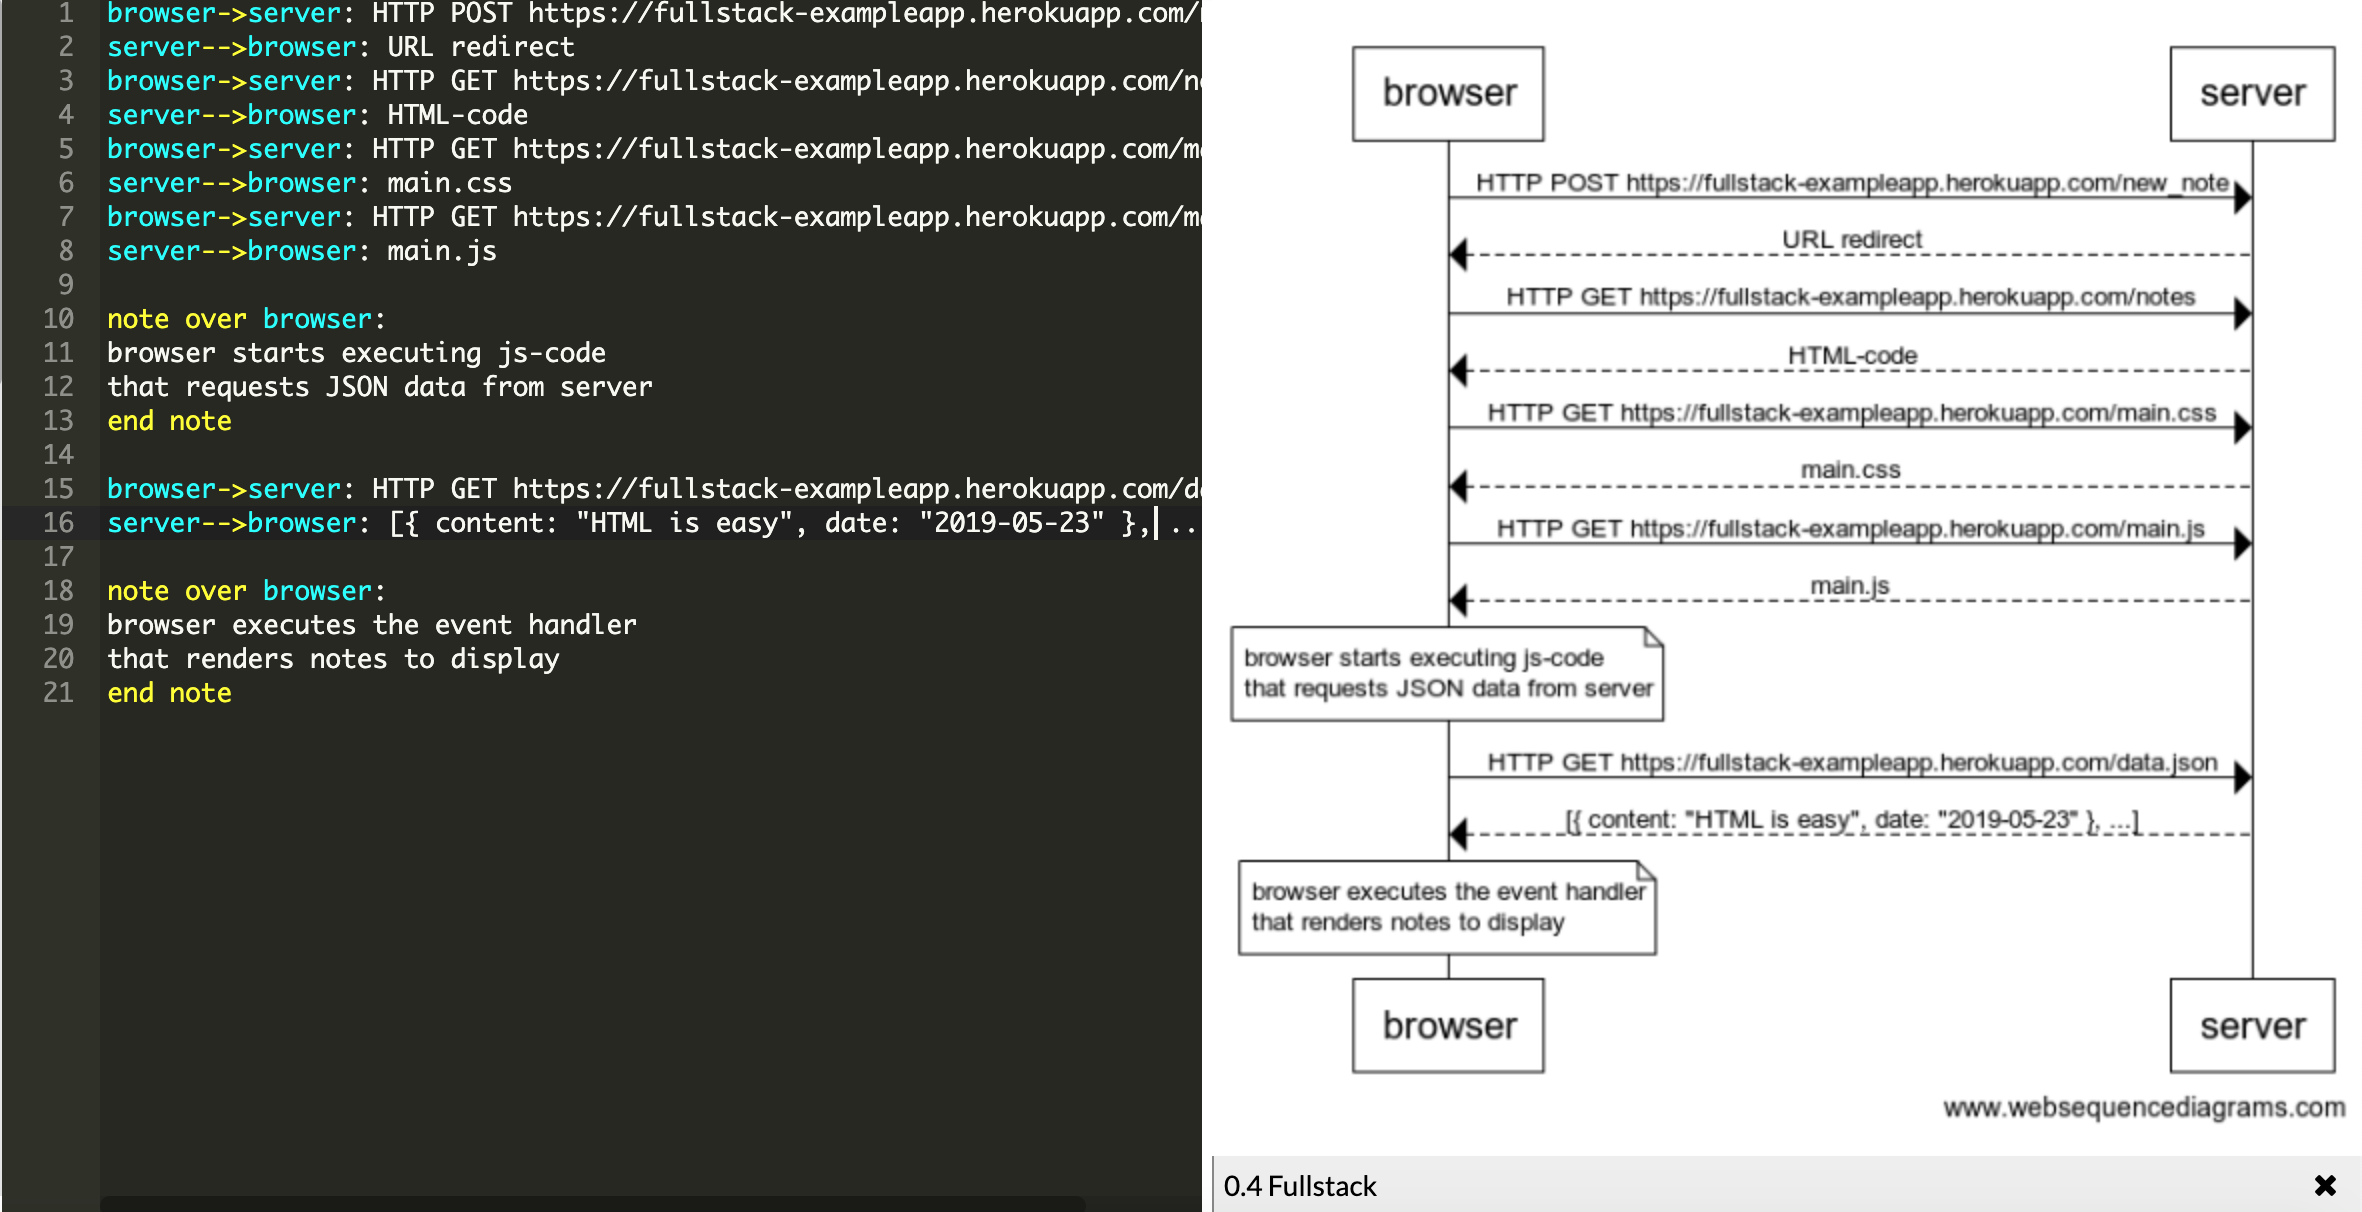 1 browser->server: HTTP POST https://fullstack-exampleapp.herokuapp.com/
2 server-->browser: URL redirect
3 browser->server: HTTP GET https://fullstack-exampleapp.herokuapp.com/n
4 server-->browser: HTML-code
5 browser->server: HTTP GET https://fullstack-exampleapp.herokuapp.com/m
6 server-->browser: main.css
7 browser->server: HTTP GET https://fullstack-exampleapp.herokuapp.com/m
8 server-->browser: main.js
9
10 note over browser:
11 browser starts executing js-code
12 that requests JSON data from server
13 end note
14
15 browser->server: HTTP GET https://fullstack-exampleapp.herokuapp.com/d
16 server-->browser: [{ content: "HTML is easy", date: "2019-05-23" }, ..
17
18 note over browser:
19 browser executes the event handler
20 that renders notes to display
21 end note
browser server
HTTP POST https://fullstack-exampleapp.herokuapp.com/new_note
URL redirect
HTTP GET https://fullstack-exampleapp.herokuapp.com/notes
HTML-code
HTTP GET https://fullstack-exampleapp.herokuapp.com/main.css
main.css
HTTP GET https://fullstack-exampleapp.herokuapp.com/main.js
main.js
browser starts executing js-code
that requests JSON data from server
HTTP GET https://fullstack-exampleapp.herokuapp.com/data.json
[{ content: "HTML is easy", date: "2019-05-23" }, ...]
browser executes the event handler
that renders notes to display
browser server
www.websequencediagrams.com
0.4 Fullstack